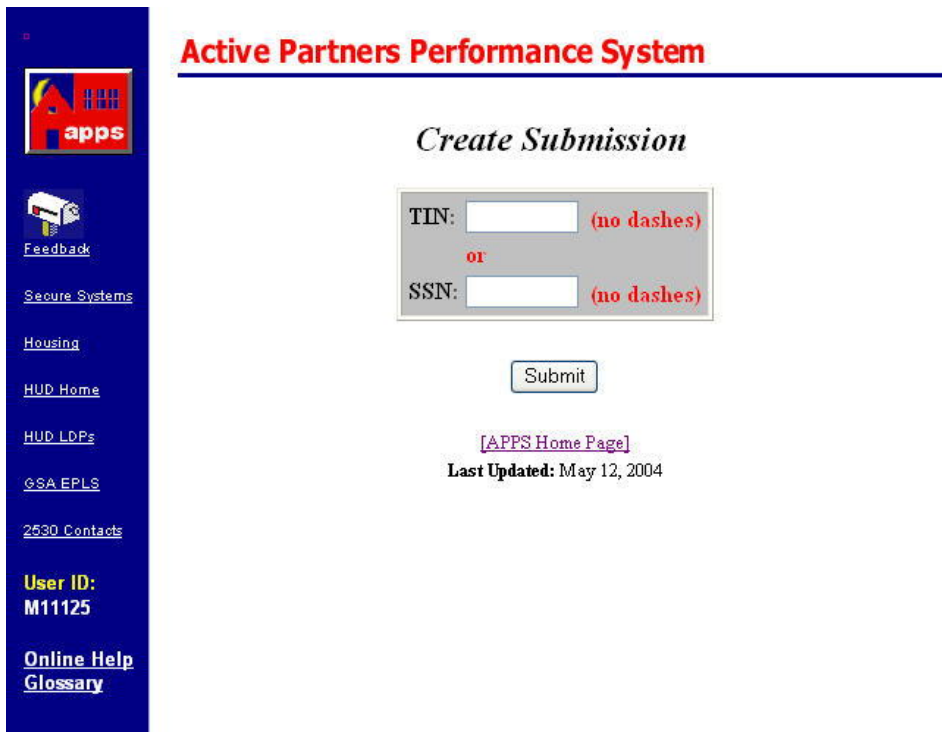 Active Partners Performance System
apps
Create Submission
TIN: (no dashes)
or
SSN: (no dashes)
Submit
[APPS Home Page]
Last Updated: May 12, 2004
Feedback
Secure Systems
Housing
HUD Home
HUD LDPs
GSA EPLS
2530 Contacts
User ID:
M11125
Online Help
Glossary